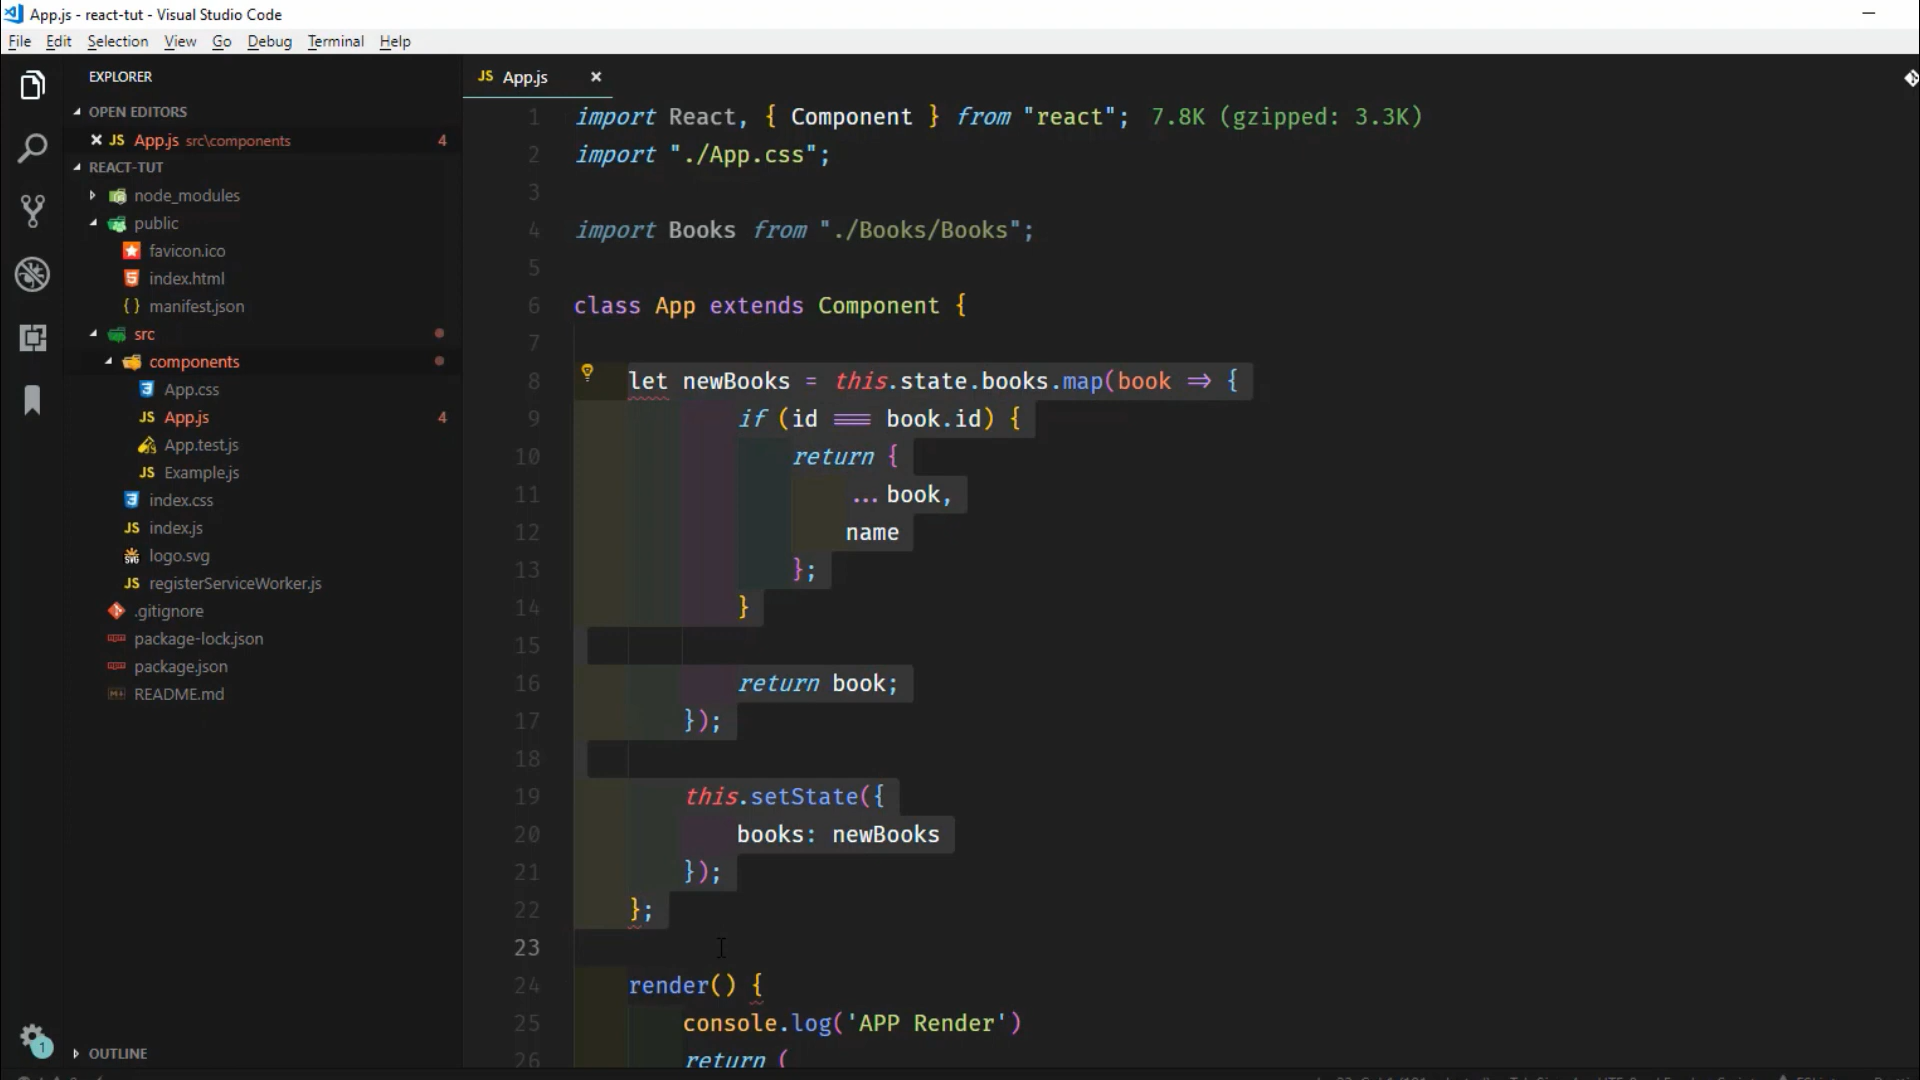 App.js - react-tut - Visual Studio Code
File Edit Selection View Go Debug Terminal Help
EXPLORER
OPEN EDITORS
JS App.js src\components 4
REACT-TUT
node_modules
public
favicon.ico
index.html
{ } manifest.json
src
components
App.css
JS App.js 4
App.test.js
JS Example.js
index.css
JS index.js
logo.svg
JS registerServiceWorker.js
.gitignore
package-lock.json
package.json
README.md
OUTLINE
1
JS App.js ×
1 import React, { Component } from "react"; 7.8K (gzipped: 3.3K)
2 import "./App.css";
3
4 import Books from "./Books/Books";
5
6 class App extends Component {
7
8 let newBooks = this.state.books.map(book => {
9 if (id === book.id) {
10 return {
11 ...book,
12 name
13 };
14 }
15
16 return book;
17 });
18
19 this.setState({
20 books: newBooks
21 });
22 };
23
24 render() {
25 console.log('APP Render')
26 return (